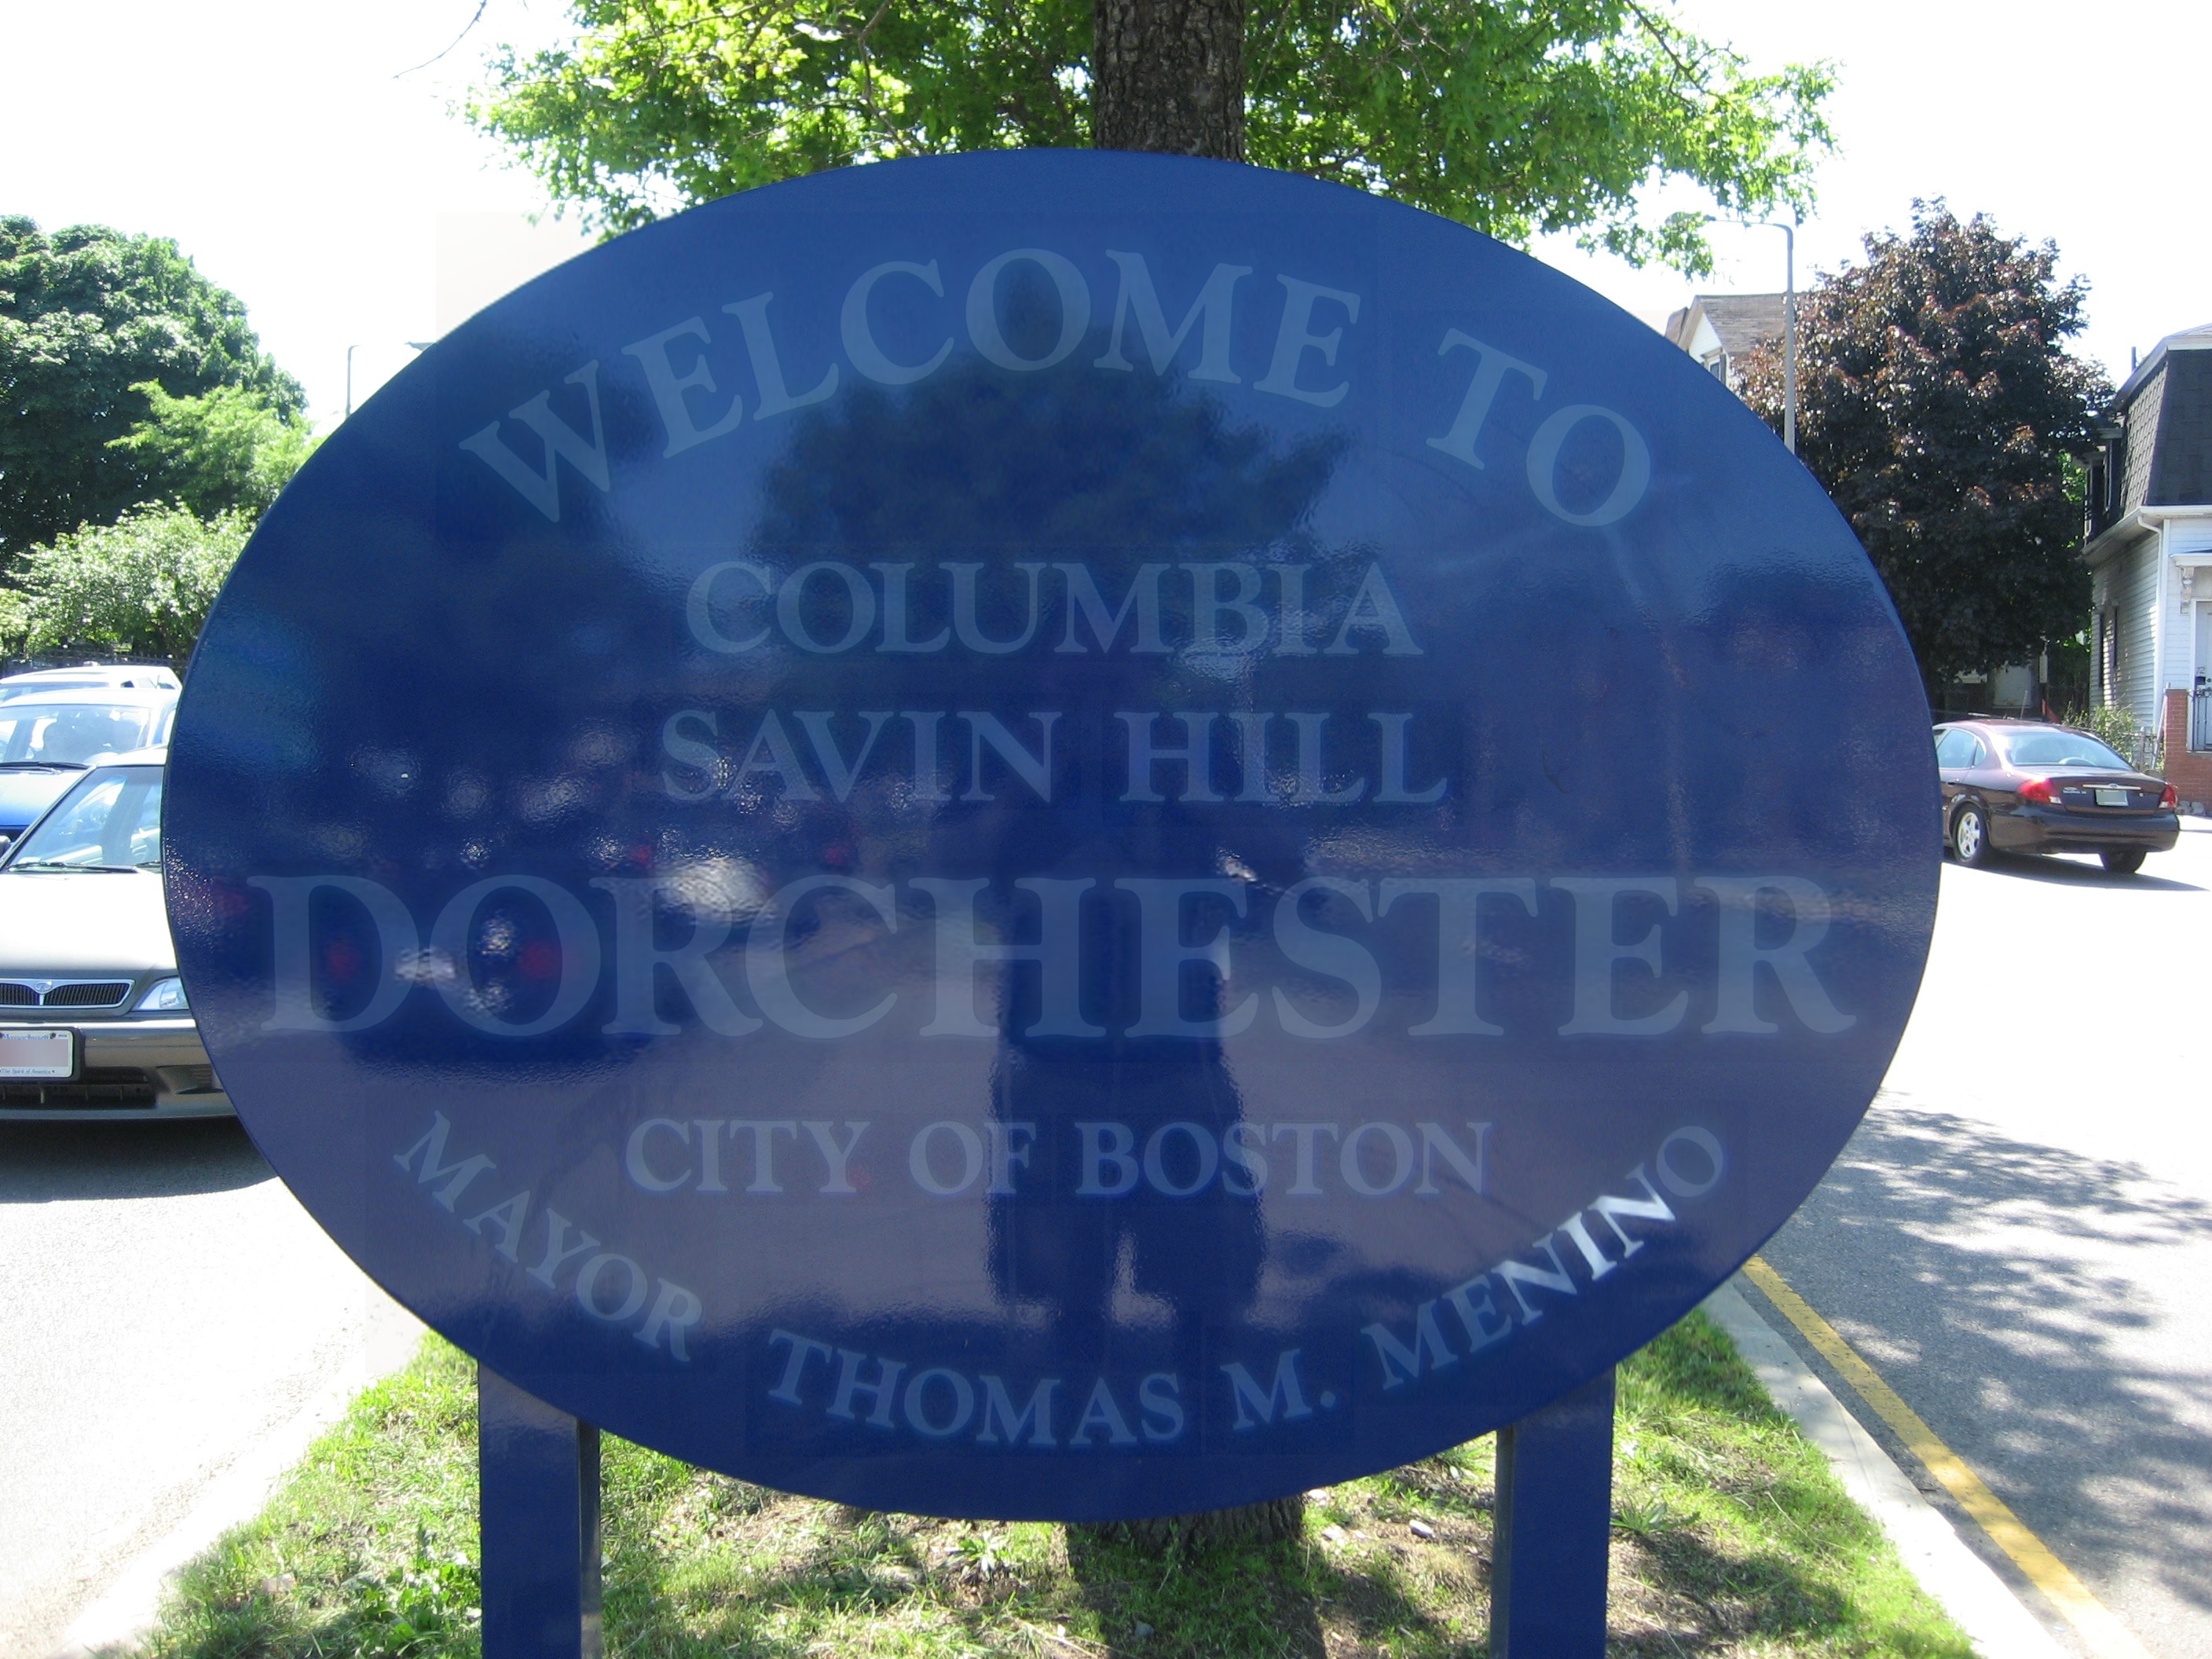 WELCOME TO
COLUMBIA
SAVIN HILL
DORCHESTER
CITY OF BOSTON
MAYOR THOMAS M. MENINO